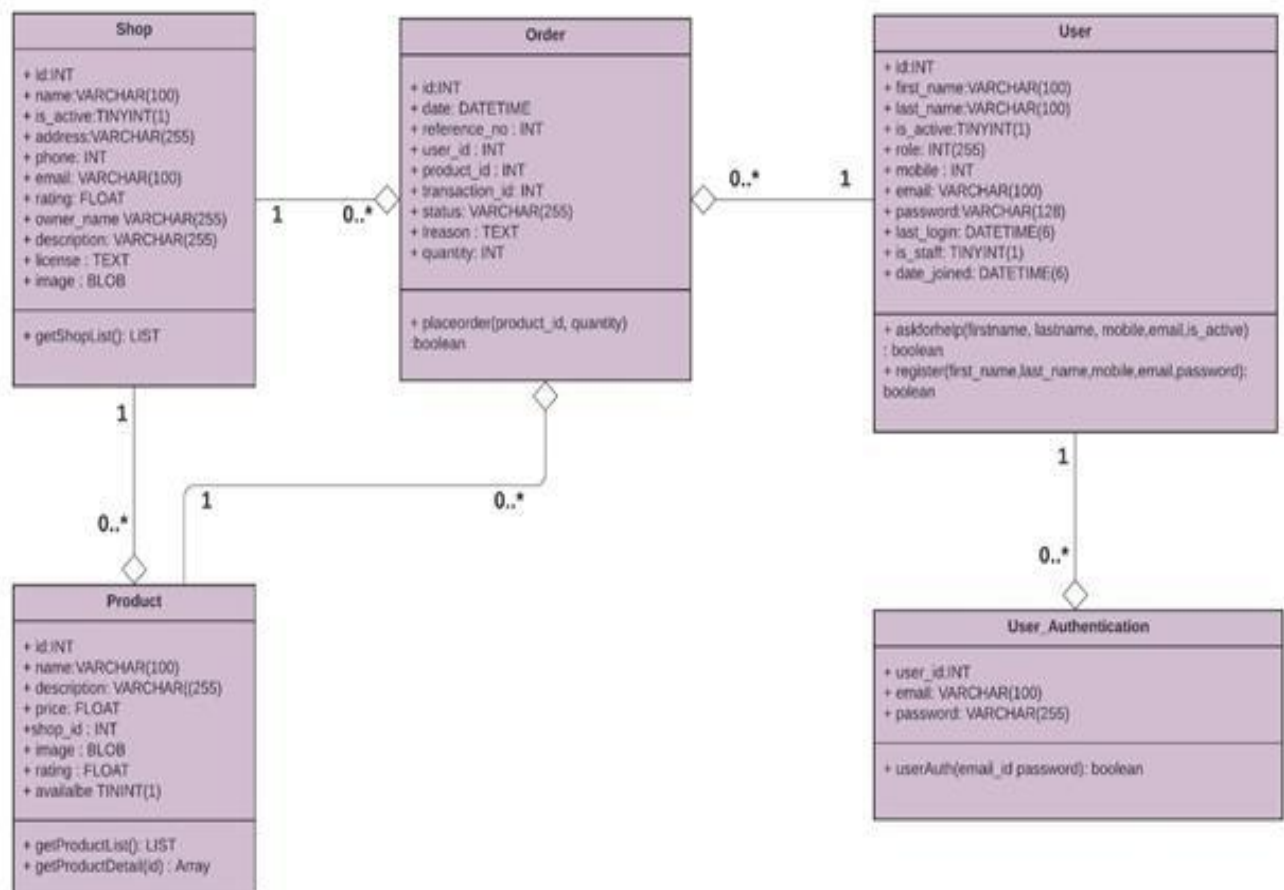 Shop
+ id:INT
+ name:VARCHAR(100)
+ is_active:TINYINT(1)
+ address:VARCHAR(255)
+ phone: INT
+ email: VARCHAR(100)
+ rating: FLOAT
+ owner_name VARCHAR(255)
+ description: VARCHAR(255)
+ license : TEXT
+ image : BLOB
+ getShopList(): LIST
Order
+ id:INT
+ date: DATETIME
+ reference_no : INT
+ user_id : INT
+ product_id : INT
+ transaction_id: INT
+ status: VARCHAR(255)
+ lreason : TEXT
+ quantity: INT
+ placeorder(product_id, quantity)
:boolean
User
+ id:INT
+ first_name:VARCHAR(100)
+ last_name:VARCHAR(100)
+ is_active:TINYINT(1)
+ role: INT(255)
+ mobile : INT
+ email: VARCHAR(100)
+ password:VARCHAR(128)
+ last_login: DATETIME(6)
+ is_staff: TINYINT(1)
+ date_joined: DATETIME(6)
+ askforhelp(firstname, lastname, mobile,email,is_active)
: boolean
+ register(first_name,last_name,mobile,email,password):
boolean
1
0..*
0..*
1
1
0..*
1
0..*
1
0..*
Product
+ id:INT
+ name:VARCHAR(100)
+ description: VARCHAR((255)
+ price: FLOAT
+shop_id : INT
+ image : BLOB
+ rating : FLOAT
+ availalbe TININT(1)
+ getProductList(): LIST
+ getProductDetail(id) : Array
User_Authentication
+ user_id:INT
+ email: VARCHAR(100)
+ password: VARCHAR(255)
+ userAuth(email_id password): boolean